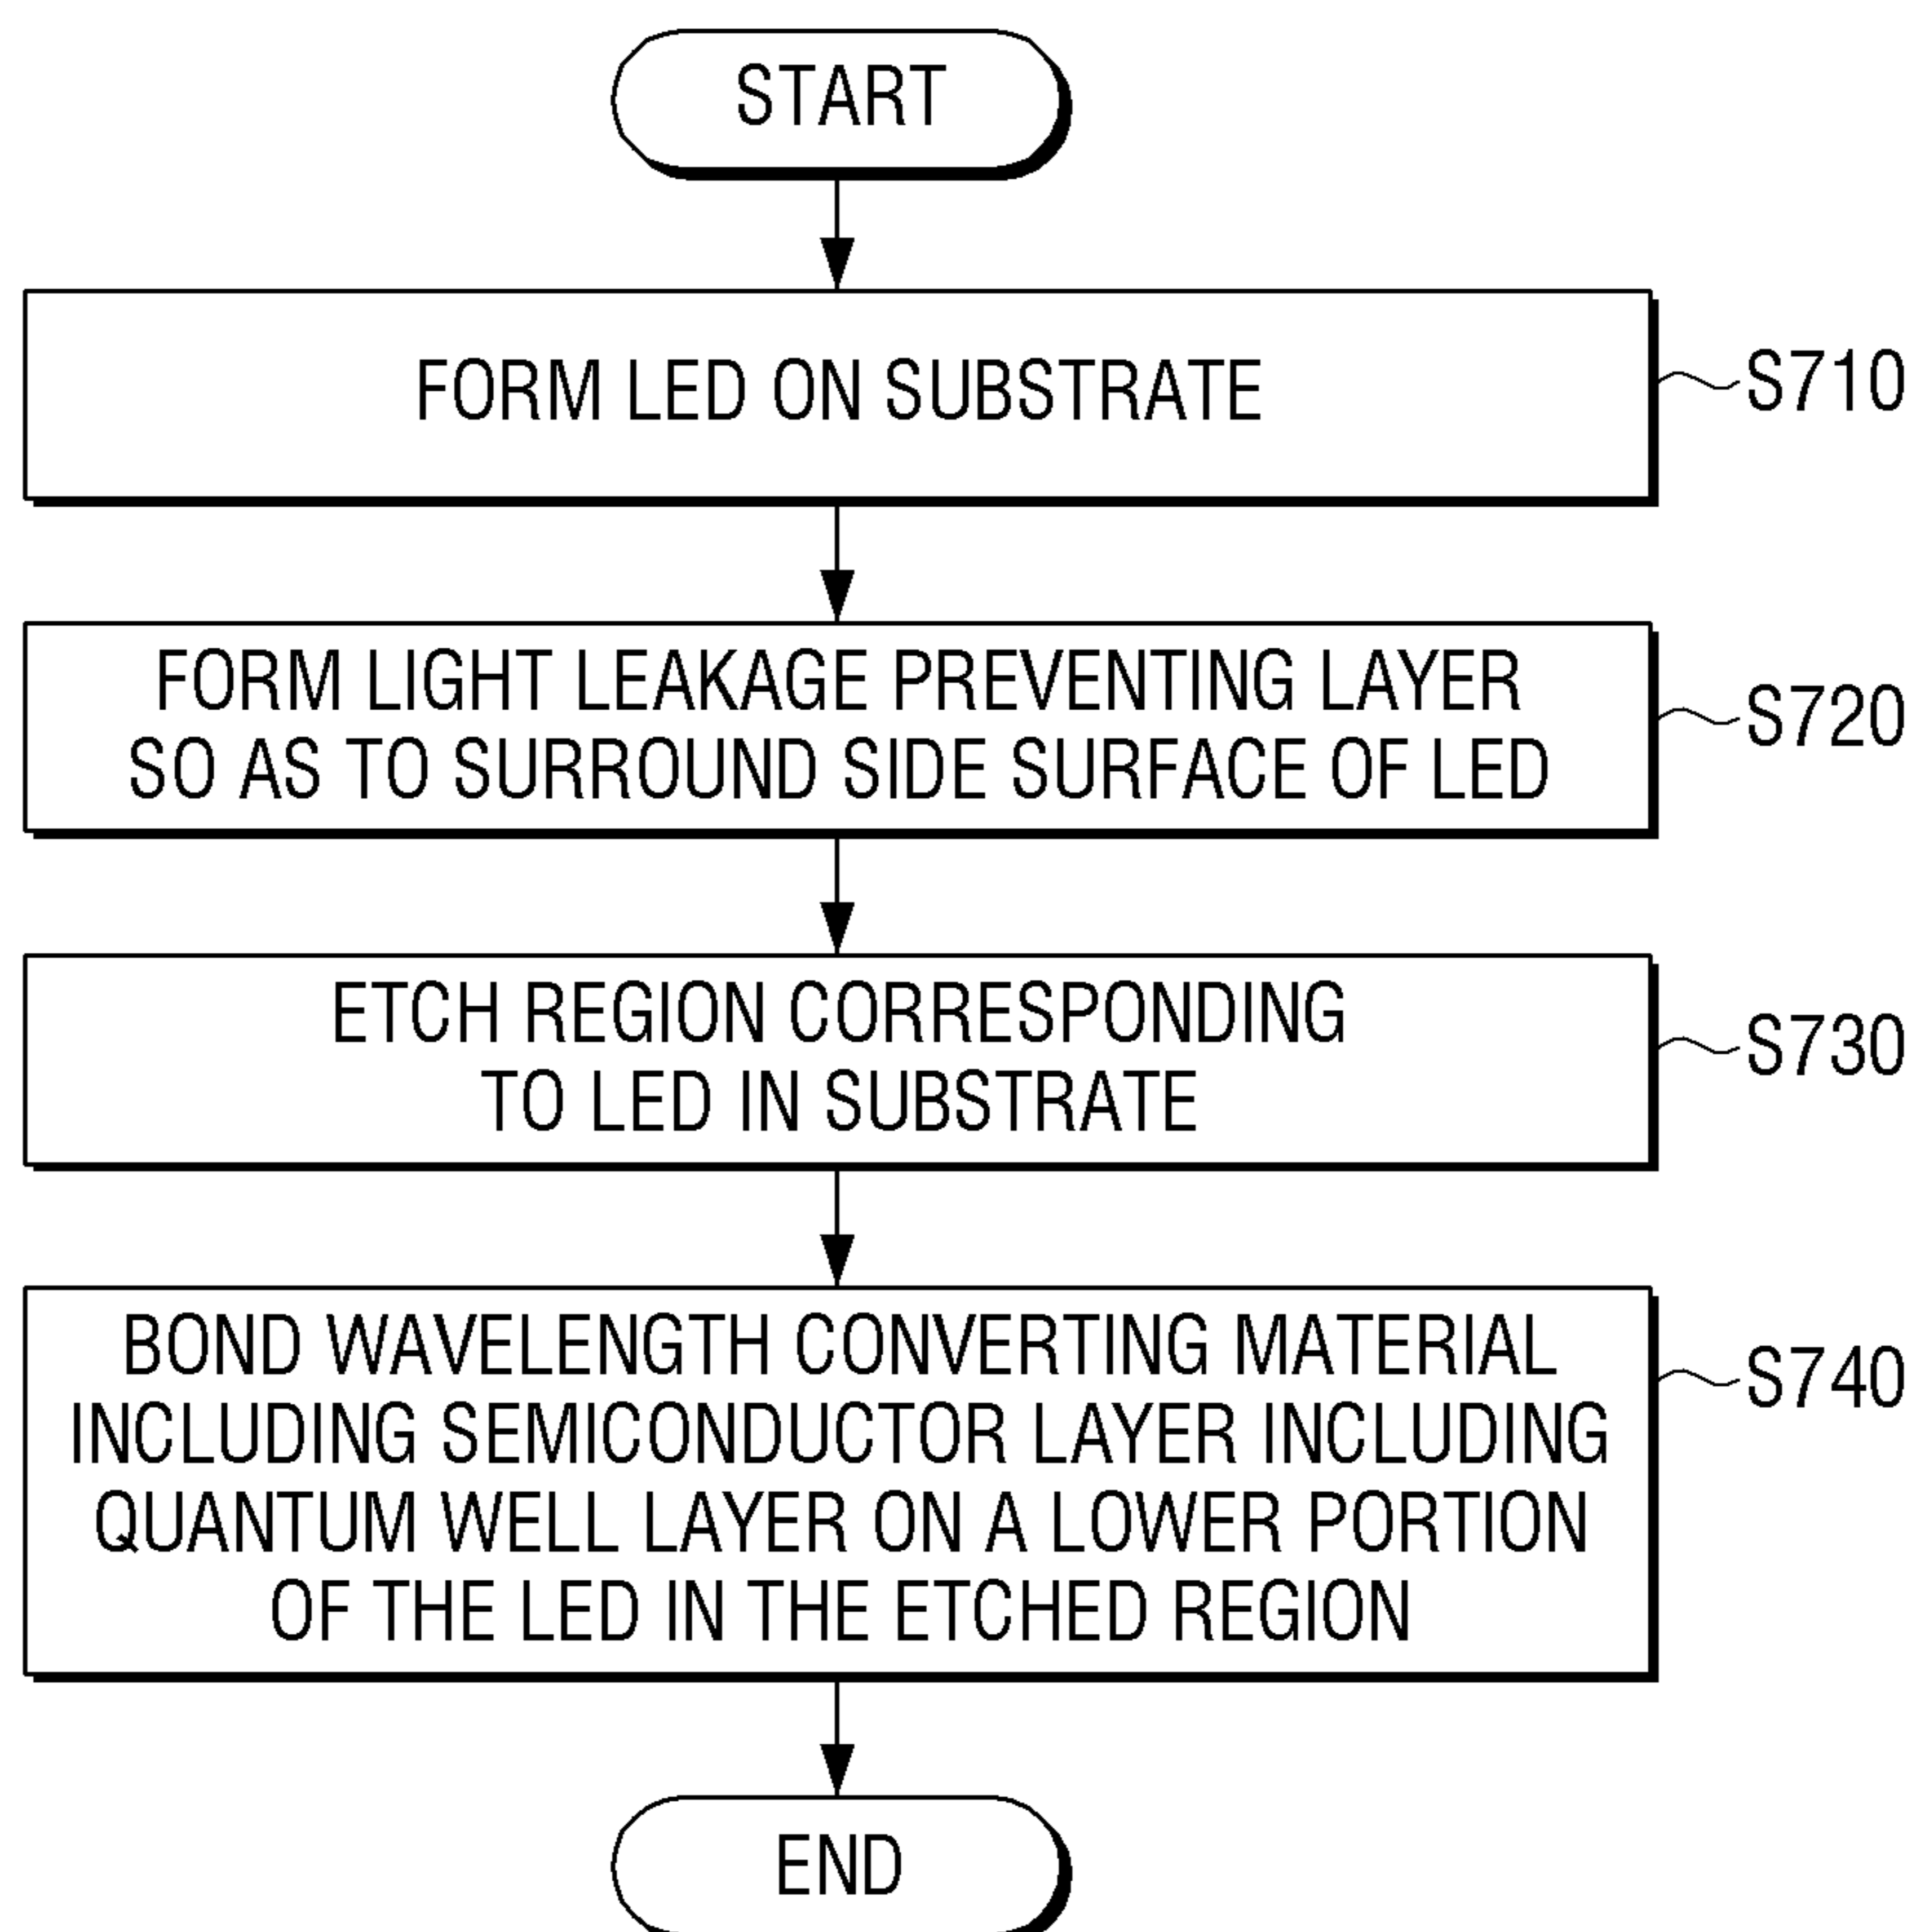 START
FORM LED ON SUBSTRATE
S710
FORM LIGHT LEAKAGE PREVENTING LAYER
SO AS TO SURROUND SIDE SURFACE OF LED
S720
ETCH REGION CORRESPONDING
TO LED IN SUBSTRATE
S730
BOND WAVELENGTH CONVERTING MATERIAL
INCLUDING SEMICONDUCTOR LAYER INCLUDING
QUANTUM WELL LAYER ON A LOWER PORTION
OF THE LED IN THE ETCHED REGION
S740
END